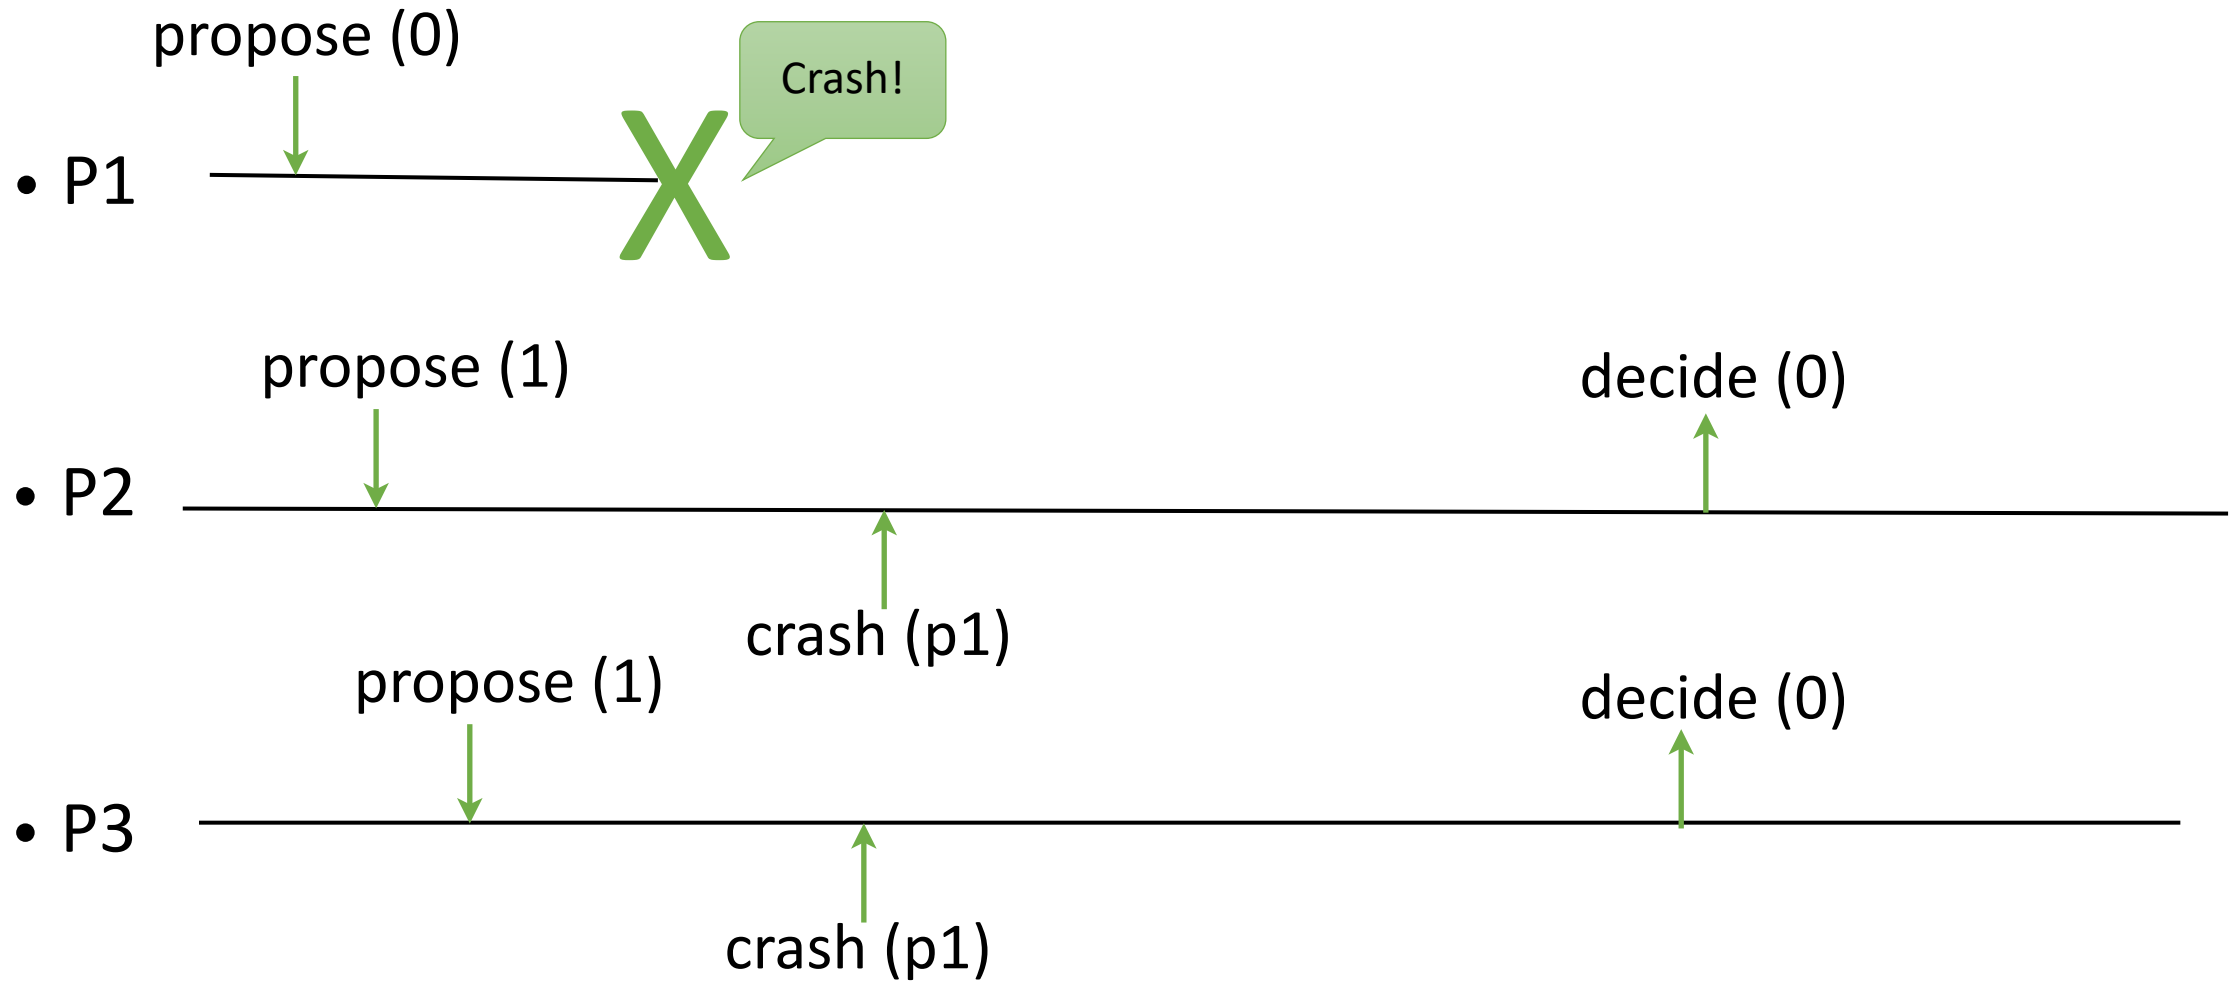 propose (0)
Crash!
• P1
propose (1)
decide (0)
• P2
crash (p1)
propose (1)
decide (0)
• P3
crash (p1)